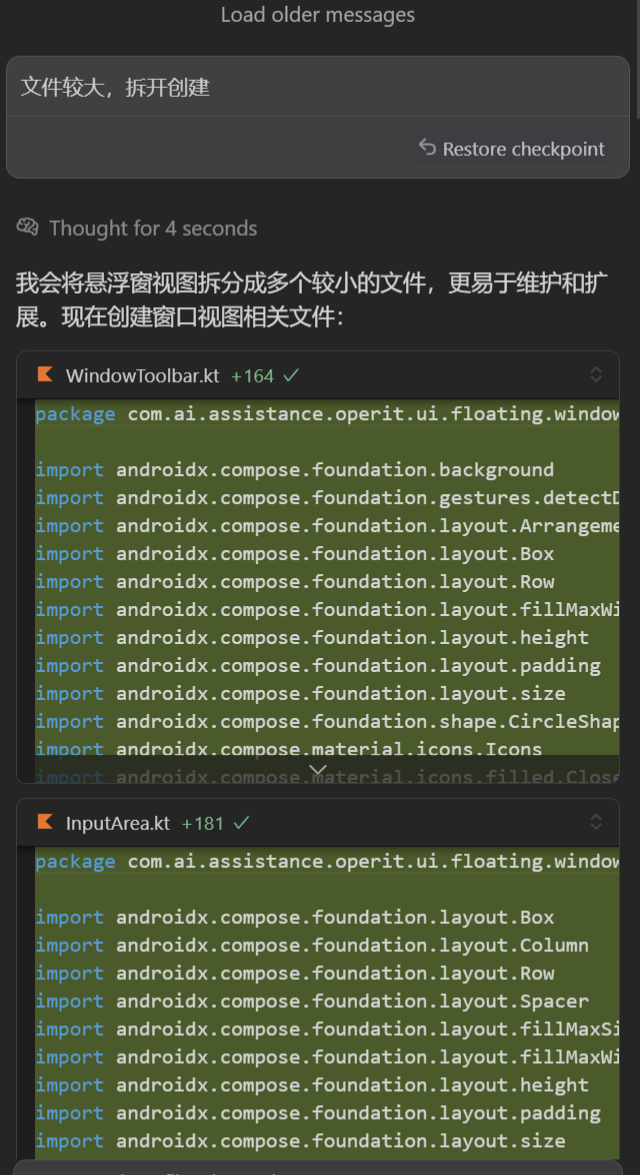 Load older messages
文件较大，拆开创建
Restore checkpoint
Thought for 4 seconds
我会将悬浮窗视图拆分成多个较小的文件，更易于维护和扩
展。现在创建窗口视图相关文件：
WindowToolbar.kt +164
package com.ai.assistance.operit.ui.floating.window
import androidx.compose.foundation.background
import androidx.compose.foundation.gestures.detectD
import androidx.compose.foundation.layout.Arrangeme
import androidx.compose.foundation.layout.Box
import androidx.compose.foundation.layout.Row
import androidx.compose.foundation.layout.fillMaxWi
import androidx.compose.foundation.layout.height
import androidx.compose.foundation.layout.padding
import androidx.compose.foundation.layout.size
import androidx.compose.foundation.shape.CircleShap
import androidx.compose.material.icons.Icons
import androidx.compose.material.icons.filled.Close
InputArea.kt +181
package com.ai.assistance.operit.ui.floating.window
import androidx.compose.foundation.layout.Box
import androidx.compose.foundation.layout.Column
import androidx.compose.foundation.layout.Row
import androidx.compose.foundation.layout.Spacer
import androidx.compose.foundation.layout.fillMaxSi
import androidx.compose.foundation.layout.fillMaxWi
import androidx.compose.foundation.layout.height
import androidx.compose.foundation.layout.padding
import androidx.compose.foundation.layout.size